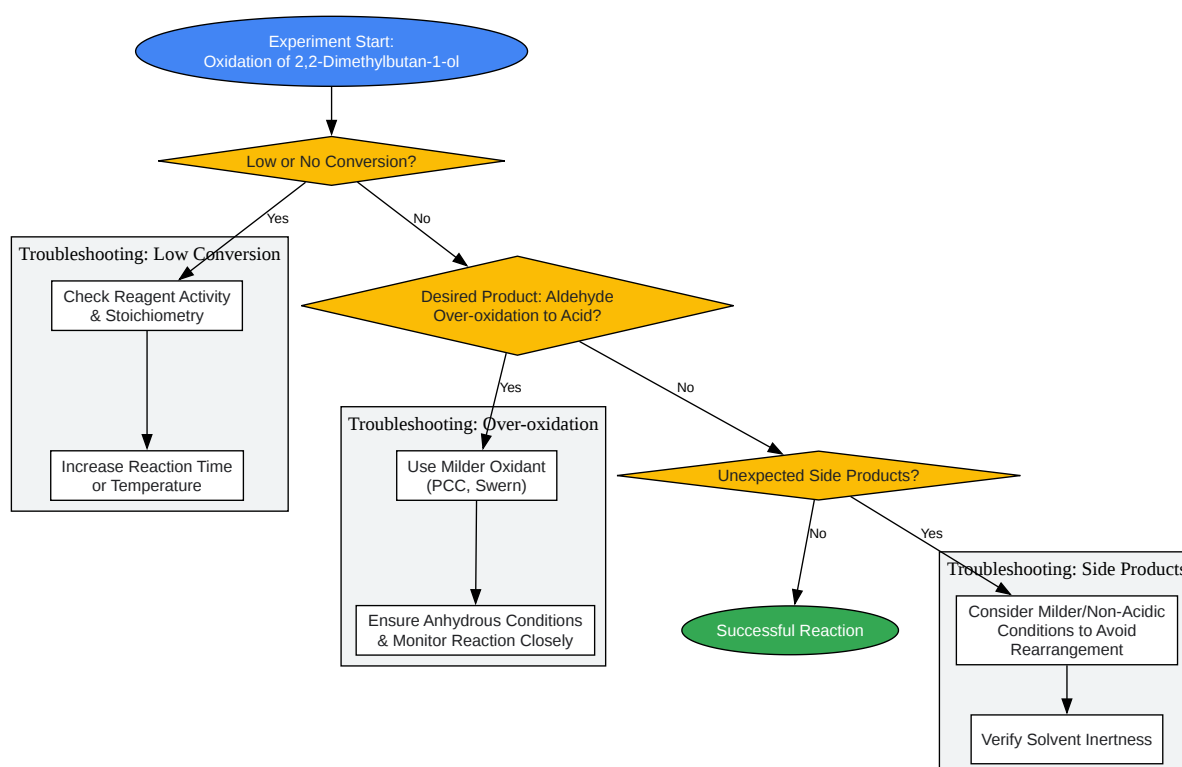 Experiment Start:
Oxidation of 2,2-Dimethylbutan-1-ol
Low or No Conversion?
Yes
No
Troubleshooting: Low Conversion
Check Reagent Activity
& Stoichiometry
Increase Reaction Time
or Temperature
Desired Product: Aldehyde
Over-oxidation to Acid?
Yes
No
Troubleshooting: Over-oxidation
Use Milder Oxidant
(PCC, Swern)
Ensure Anhydrous Conditions
& Monitor Reaction Closely
Unexpected Side Products?
No
Yes
Successful Reaction
Troubleshooting: Side Products
Consider Milder/Non-Acidic
Conditions to Avoid
Rearrangement
Verify Solvent Inertness